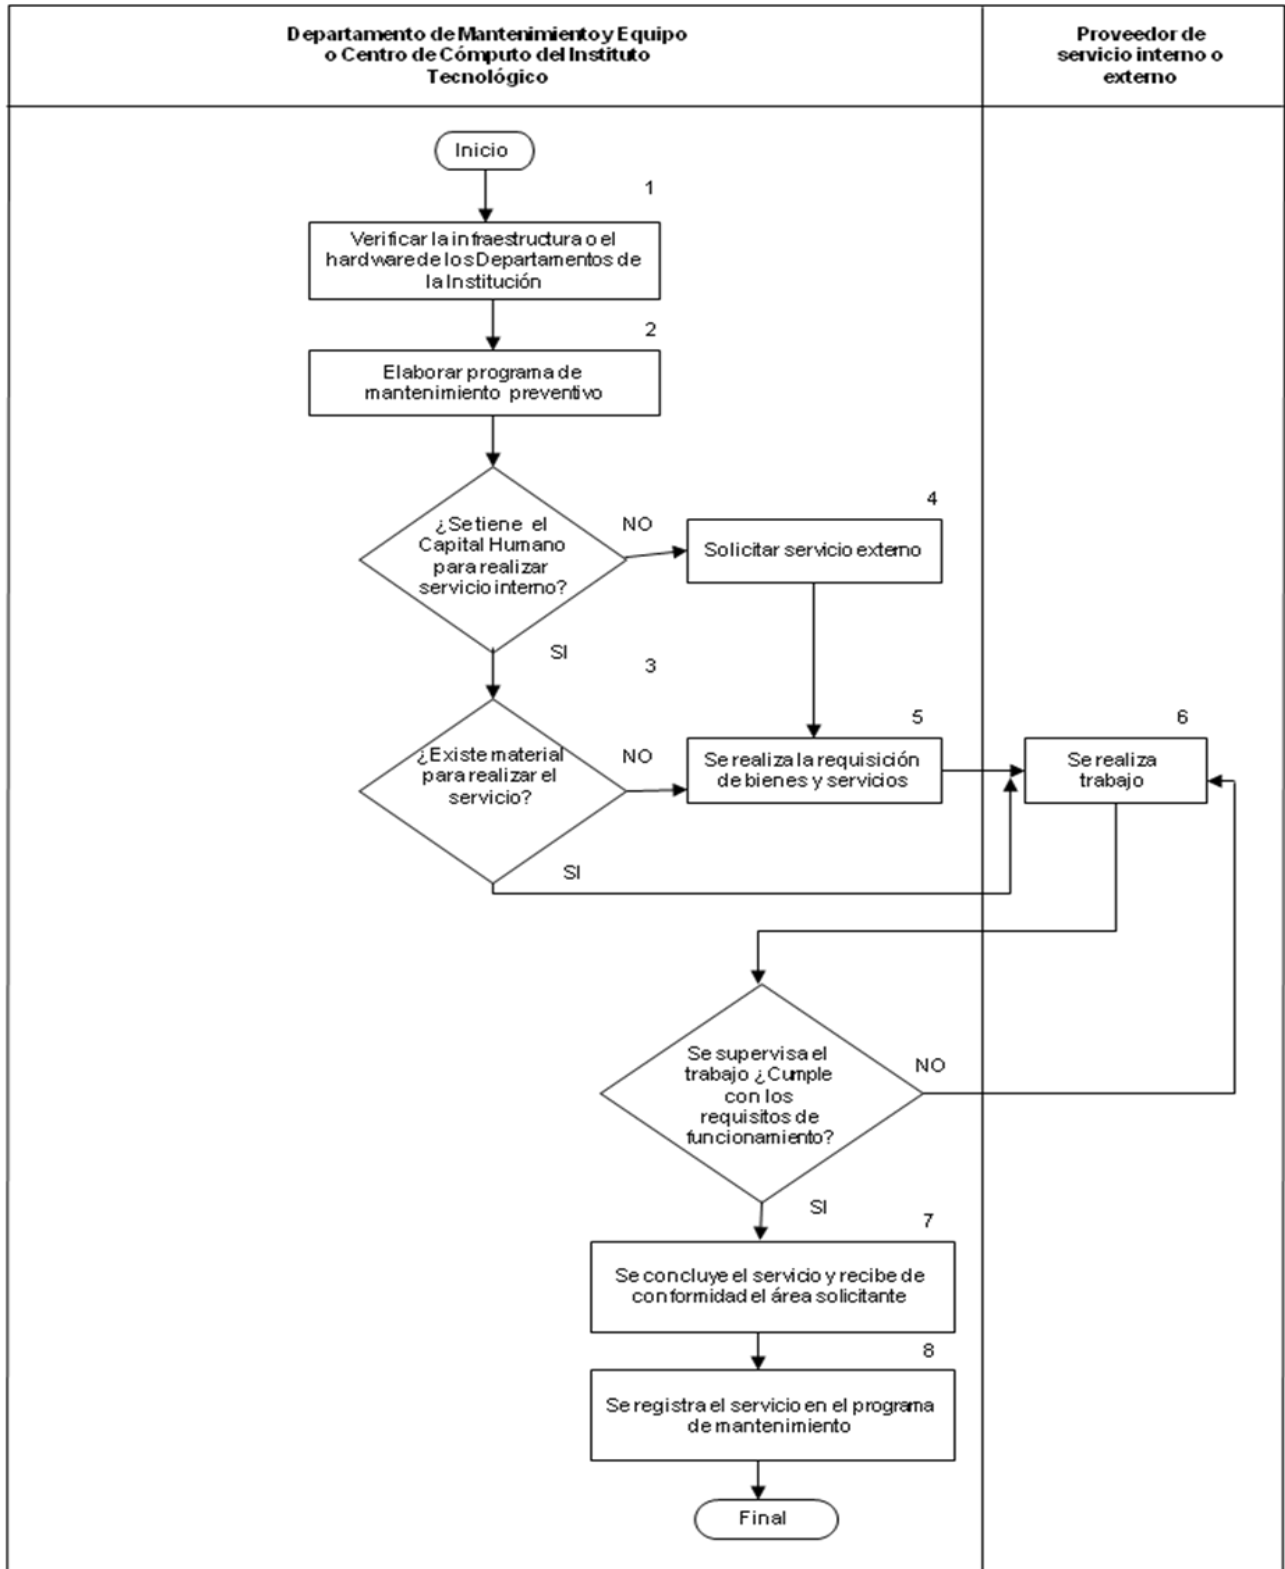 Departamento de Mantenimiento y Equipo
o Centro de Cómputo del Instituto
Tecnológico
Proveedor de
servicio interno o
externo
Inicio
1
Verificar la infraestructura o el
hardware de los Departamentos de
la Institución
2
Elaborar programa de
mantenimiento preventivo
¿Se tiene el
Capital Humano
para realizar
servicio interno?
NO
4
Solicitar servicio externo
SI
3
¿Existe material
para realizar el
servicio?
NO
5
Se realiza la requisición
de bienes y servicios
6
Se realiza
trabajo
SI
Se supervisa el
trabajo ¿Cumple
con los
requisitos de
funcionamiento?
NO
SI
7
Se concluye el servicio y recibe de
conformidad el área solicitante
8
Se registra el servicio en el programa
de mantenimiento
Final